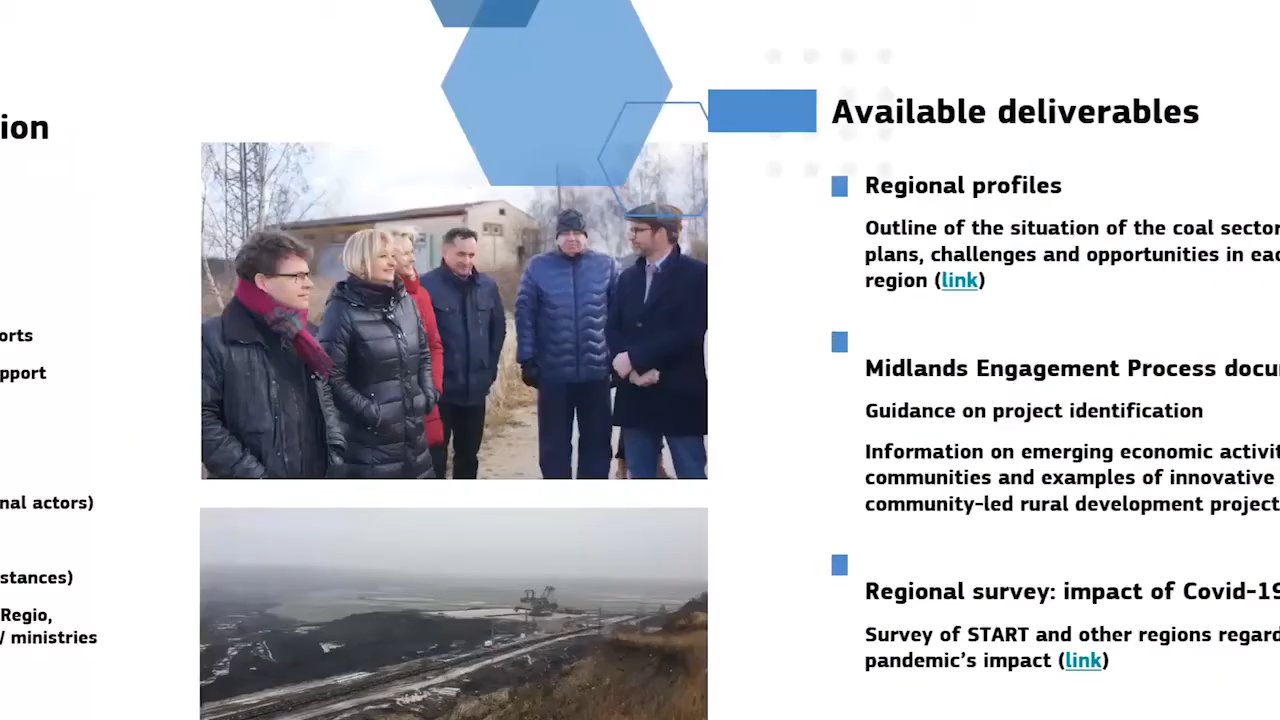 ion
orts
pport
nal actors)
stances)
Regio,
/ ministries
Available deliverables
Regional profiles
Outline of the situation of the coal sector
plans, challenges and opportunities in eac
region (link)
Midlands Engagement Process docu
Guidance on project identification
Information on emerging economic activit
communities and examples of innovative
community-led rural development project
Regional survey: impact of Covid-19
Survey of START and other regions regard
pandemic’s impact (link)